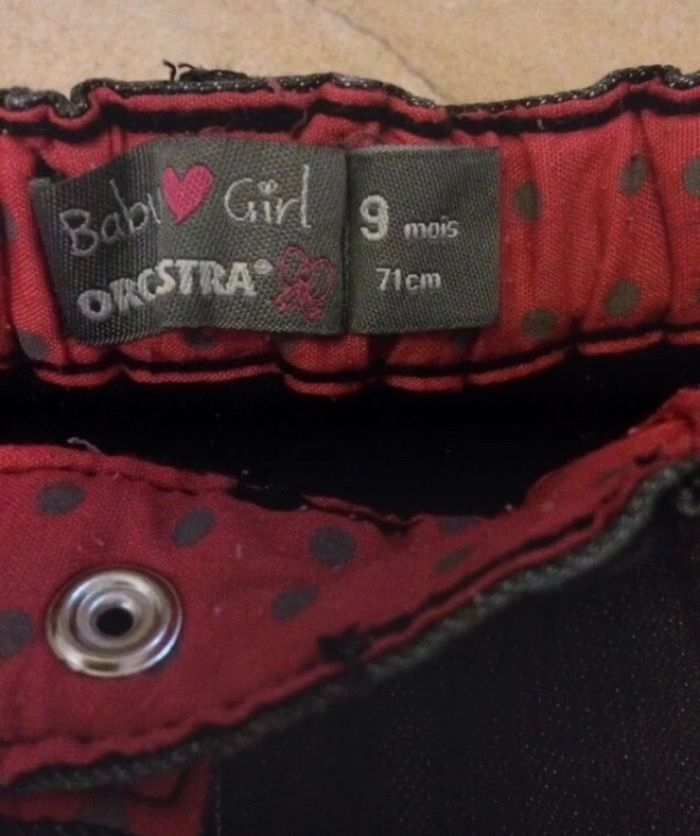 Baby Girl
ORCSTRA®
9 mois
71cm